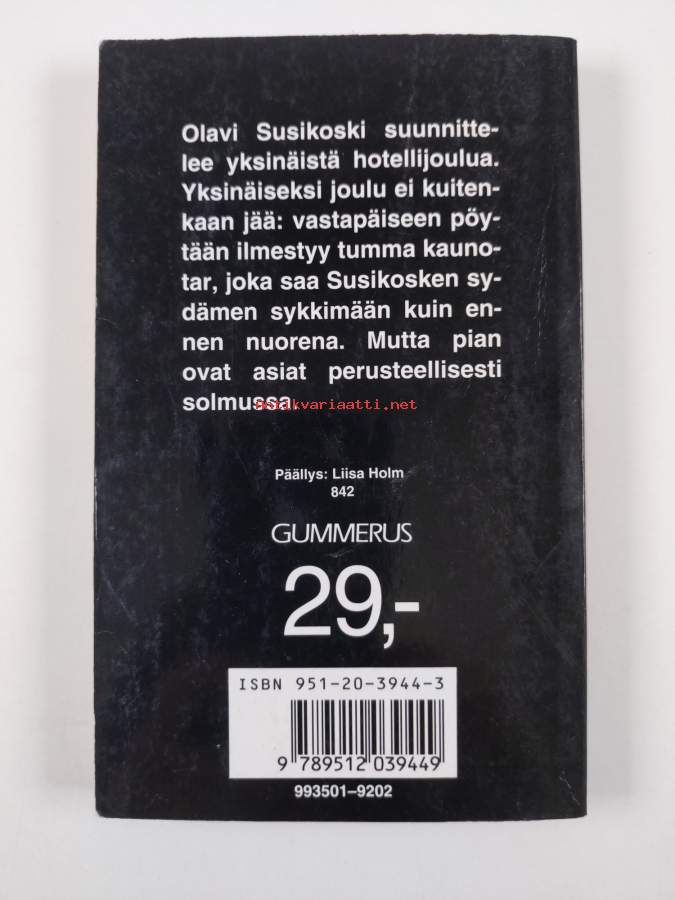 Olavi Susikoski suunnitte-
lee yksinäistä hotellijoulua.
Yksinäiseksi joulu ei kuiten-
kaan jää: vastapäiseen pöy-
tään ilmestyy tumma kauno-
tar, joka saa Susikosken sy-
dämen sykkimään kuin en-
nen nuorena. Mutta pian
ovat asiat perusteellisesti
solmussa.
antikvariaatti.net
Päällys: Liisa Holm
842
GUMMERUS
29,-
ISBN 951-20-3944-3
9 789512 039449
993501-9202